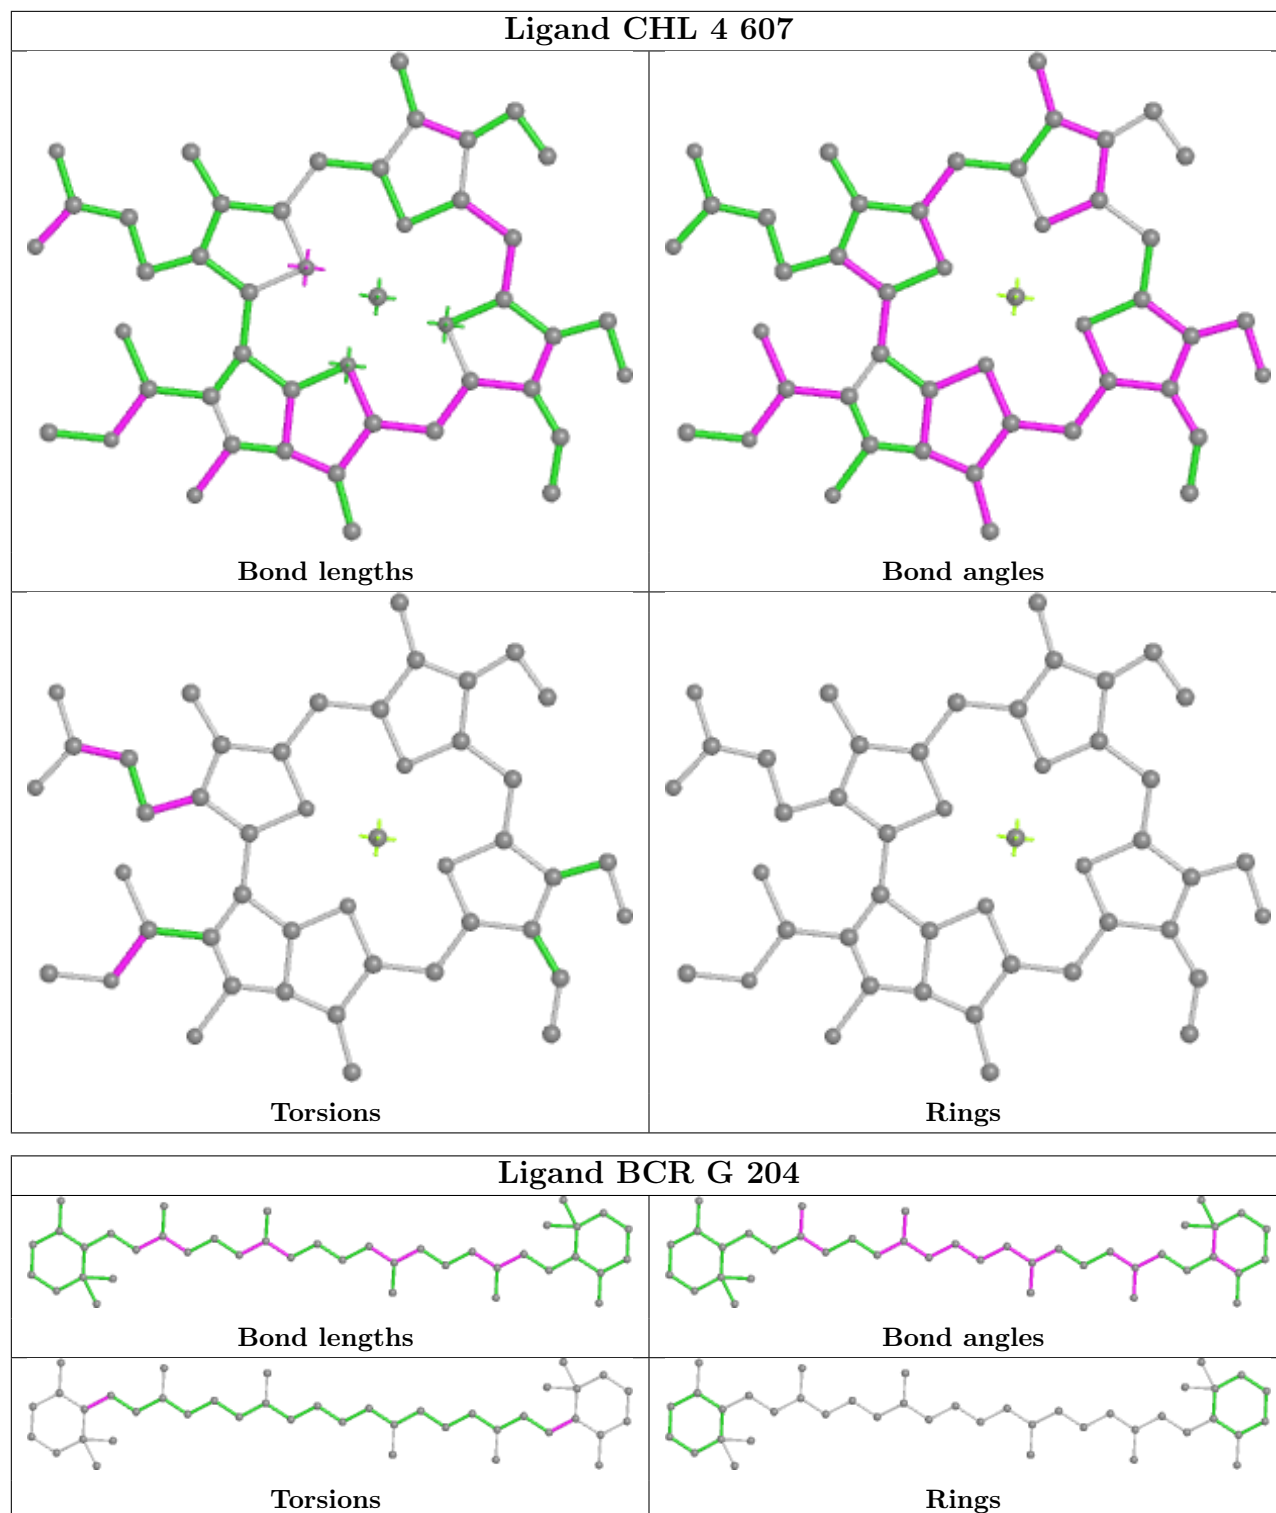 Ligand CHL 4 607
Bond lengths
Bond angles
Torsions
Rings
Ligand BCR G 204
Bond lengths
Bond angles
Torsions
Rings